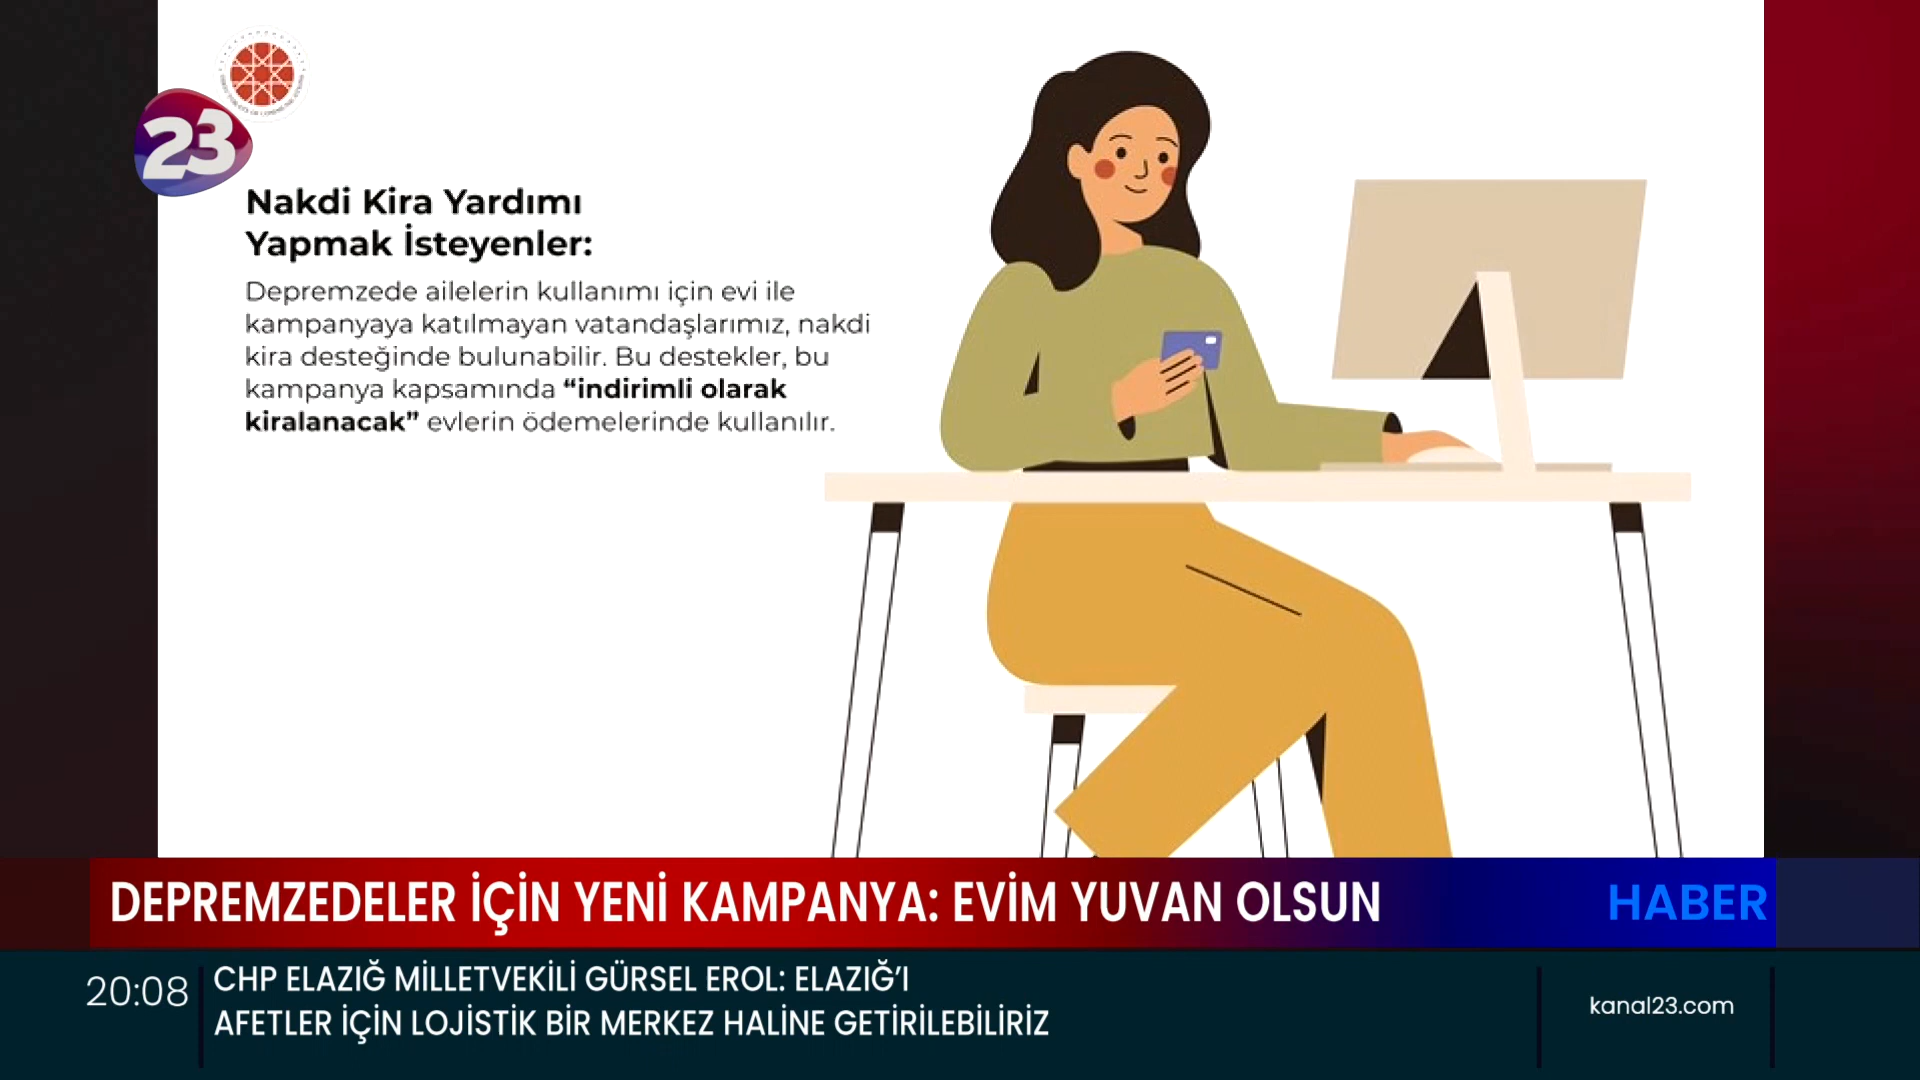 23
Nakdi Kira Yardımı
Yapmak İsteyenler:
Depremzede ailelerin kullanımı için evi ile
kampanyaya katılmayan vatandaşlarımız, nakdi
kira desteğinde bulunabilir. Bu destekler, bu
kampanya kapsamında “indirimli olarak
kiralanacak” evlerin ödemelerinde kullanılır.
DEPREMZEDELER İÇİN YENİ KAMPANYA: EVİM YUVAN OLSUN
HABER
20:08
CHP ELAZIĞ MİLLETVEKİLİ GÜRSEL EROL: ELAZIĞ’I
AFETLER İÇİN LOJİSTİK BİR MERKEZ HALİNE GETİRİLEBİLİRİZ
kanal23.com